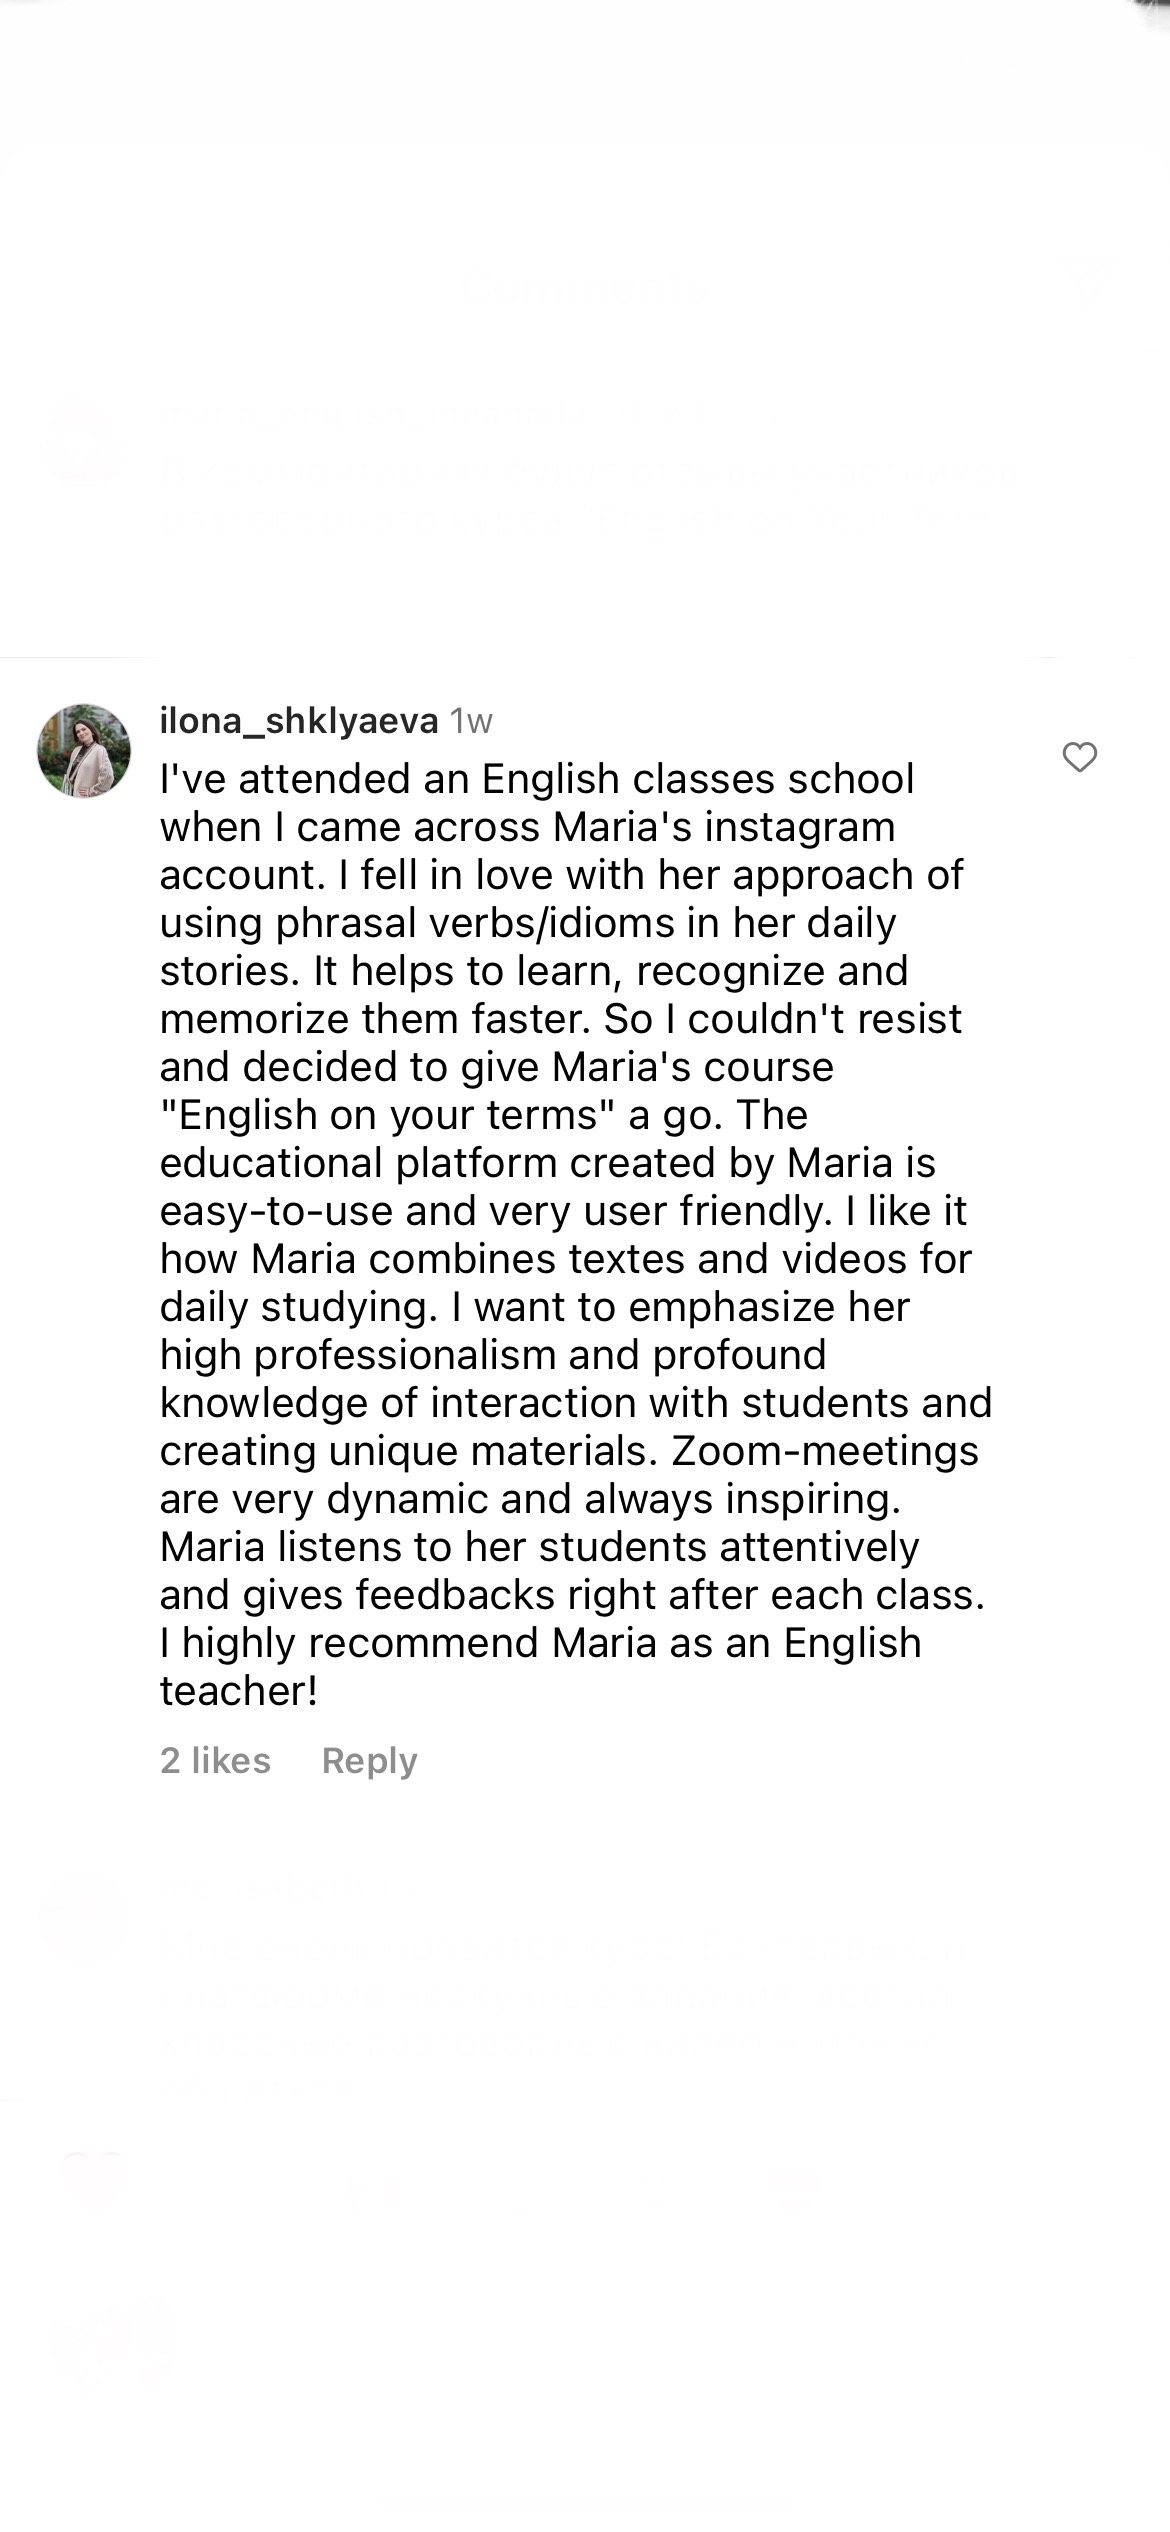 ilona_shklyaeva 1w
I've attended an English classes school
when I came across Maria's instagram
account. I fell in love with her approach of
using phrasal verbs/idioms in her daily
stories. It helps to learn, recognize and
memorize them faster. So I couldn't resist
and decided to give Maria's course
"English on your terms" a go. The
educational platform created by Maria is
easy-to-use and very user friendly. I like it
how Maria combines textes and videos for
daily studying. I want to emphasize her
high professionalism and profound
knowledge of interaction with students and
creating unique materials. Zoom-meetings
are very dynamic and always inspiring.
Maria listens to her students attentively
and gives feedbacks right after each class.
I highly recommend Maria as an English
teacher!
2 likes Reply